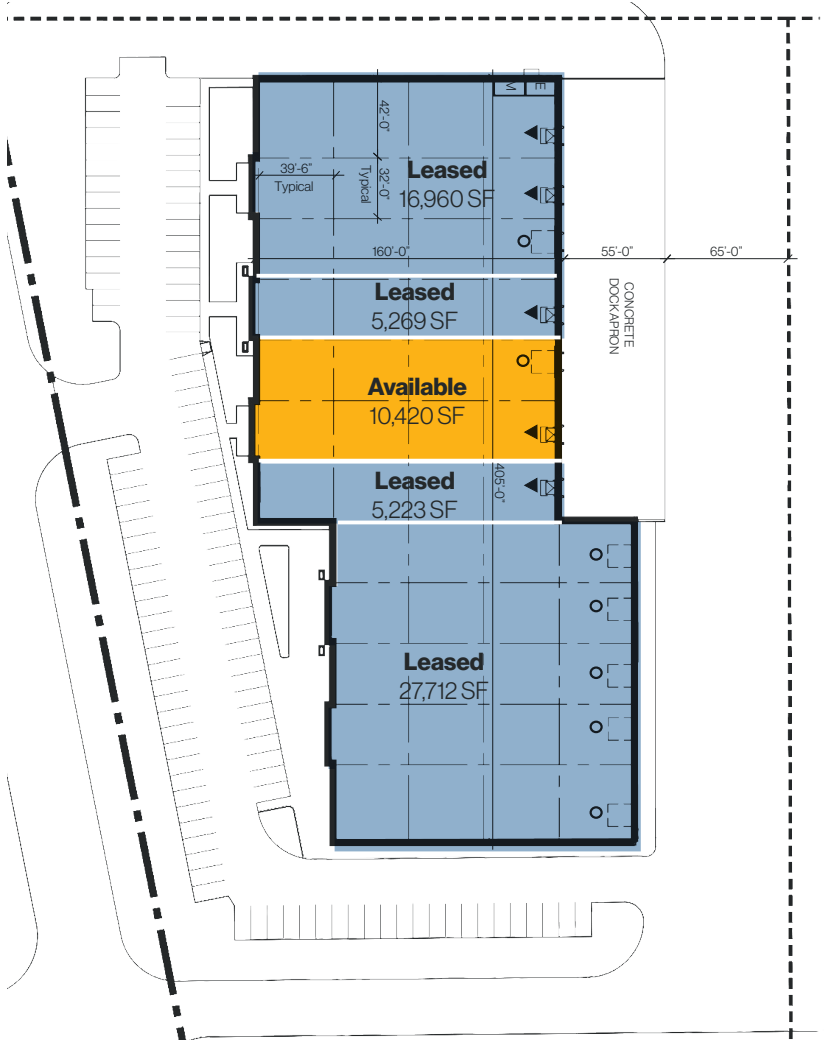 M
E
42'-0"
39'-6"
Typical
32'-0"
Typical
Leased
16,960 SF
160'-0"
55'-0"
65'-0"
CONCRETE
DOCK APRON
Leased
5,269 SF
Available
10,420 SF
Leased
5,223 SF
405'-0"
Leased
27,712 SF